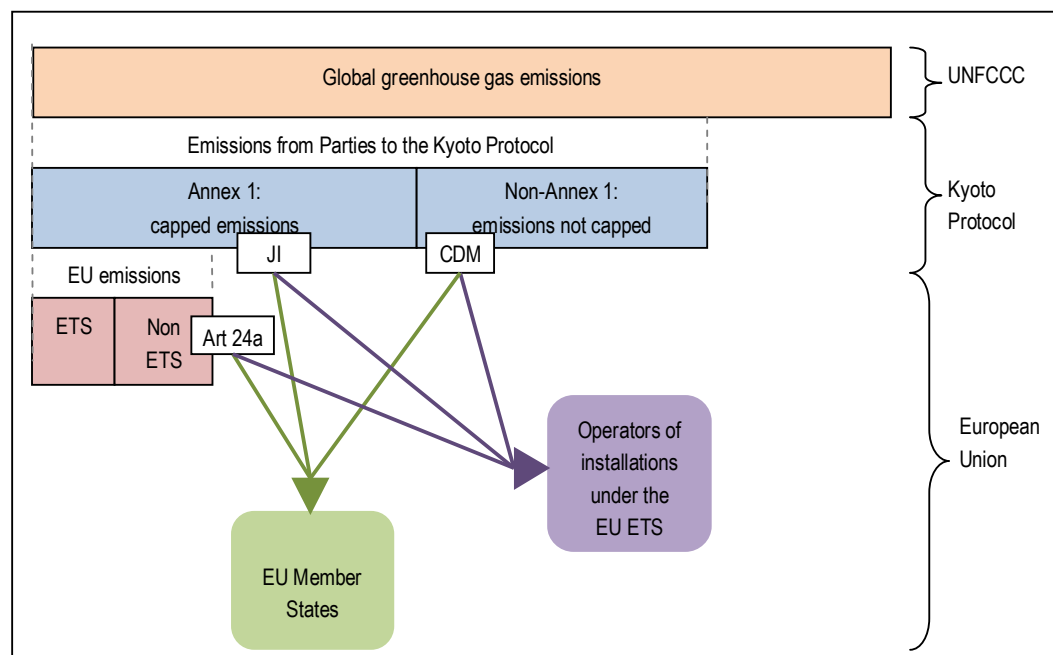 Global greenhouse gas emissions
UNFCCC
Emissions from Parties to the Kyoto Protocol
Annex 1:
capped emissions
Non-Annex 1:
emissions not capped
Kyoto
Protocol
JI
CDM
EU emissions
ETS
Non
ETS
Art 24a
Operators of
installations
under the
EU ETS
European
Union
EU Member
States